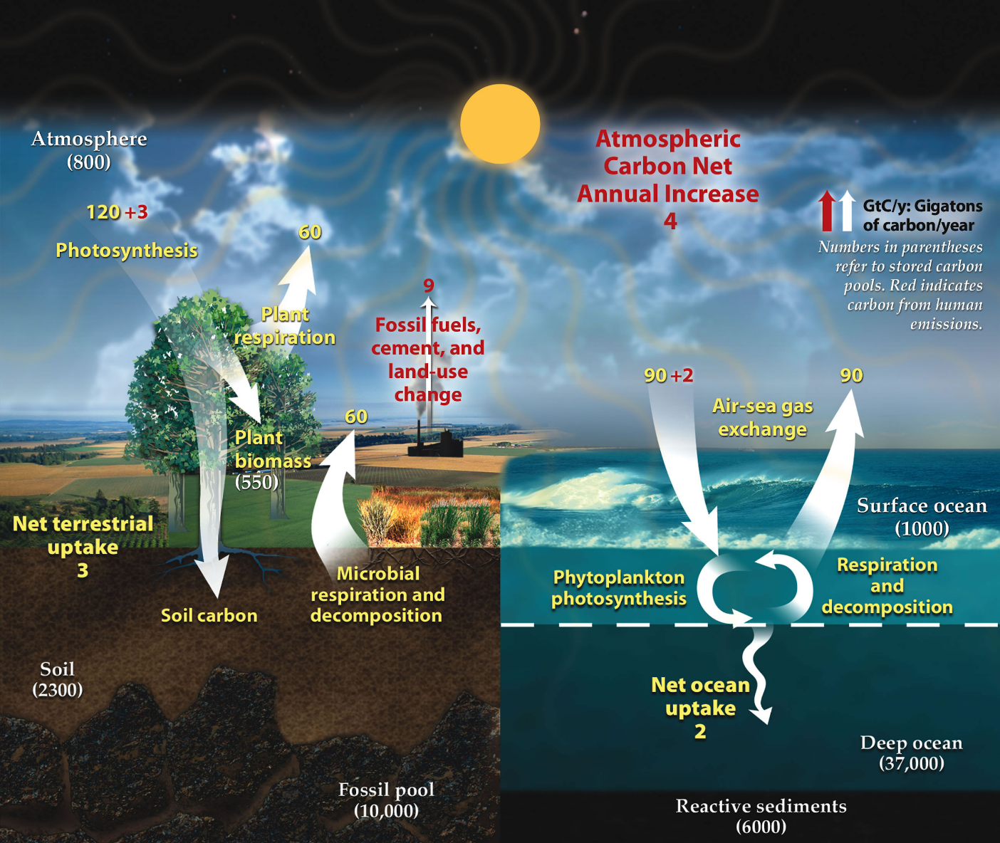 Atmosphere
(800)
120 +3
Photosynthesis
60
Plant
respiration
9
Fossil fuels,
cement, and
land-use
change
60
Plant
biomass
(550)
Net terrestrial
uptake
3
Soil carbon
Microbial
respiration and
decomposition
Soil
(2300)
Fossil pool
(10,000)
Atmospheric
Carbon Net
Annual Increase
4
GtC/y: Gigatons
of carbon/year
Numbers in parentheses
refer to stored carbon
pools. Red indicates
carbon from human
emissions.
90 +2
Air-sea gas
exchange
90
Surface ocean
(1000)
Phytoplankton
photosynthesis
Respiration
and
decomposition
Net ocean
uptake
2
Deep ocean
(37,000)
Reactive sediments
(6000)